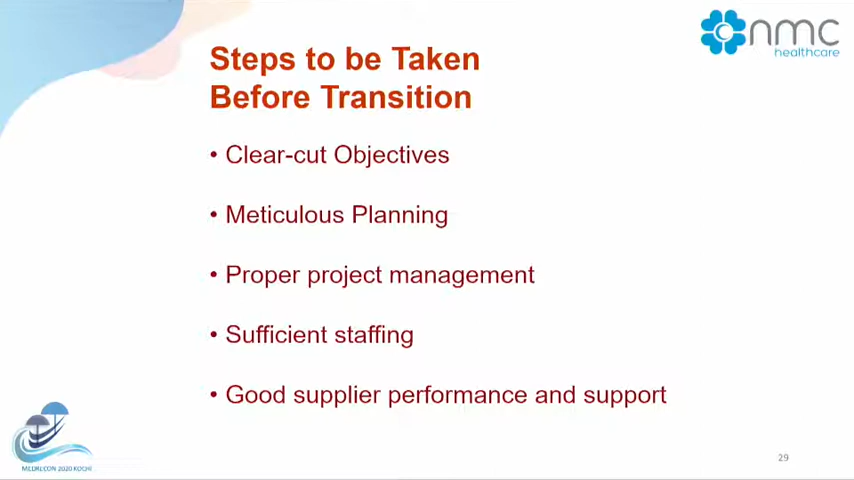 nmc
healthcare
Steps to be Taken
Before Transition
• Clear-cut Objectives
• Meticulous Planning
• Proper project management
• Sufficient staffing
• Good supplier performance and support
MEDRECON 2020 KOCHI
29